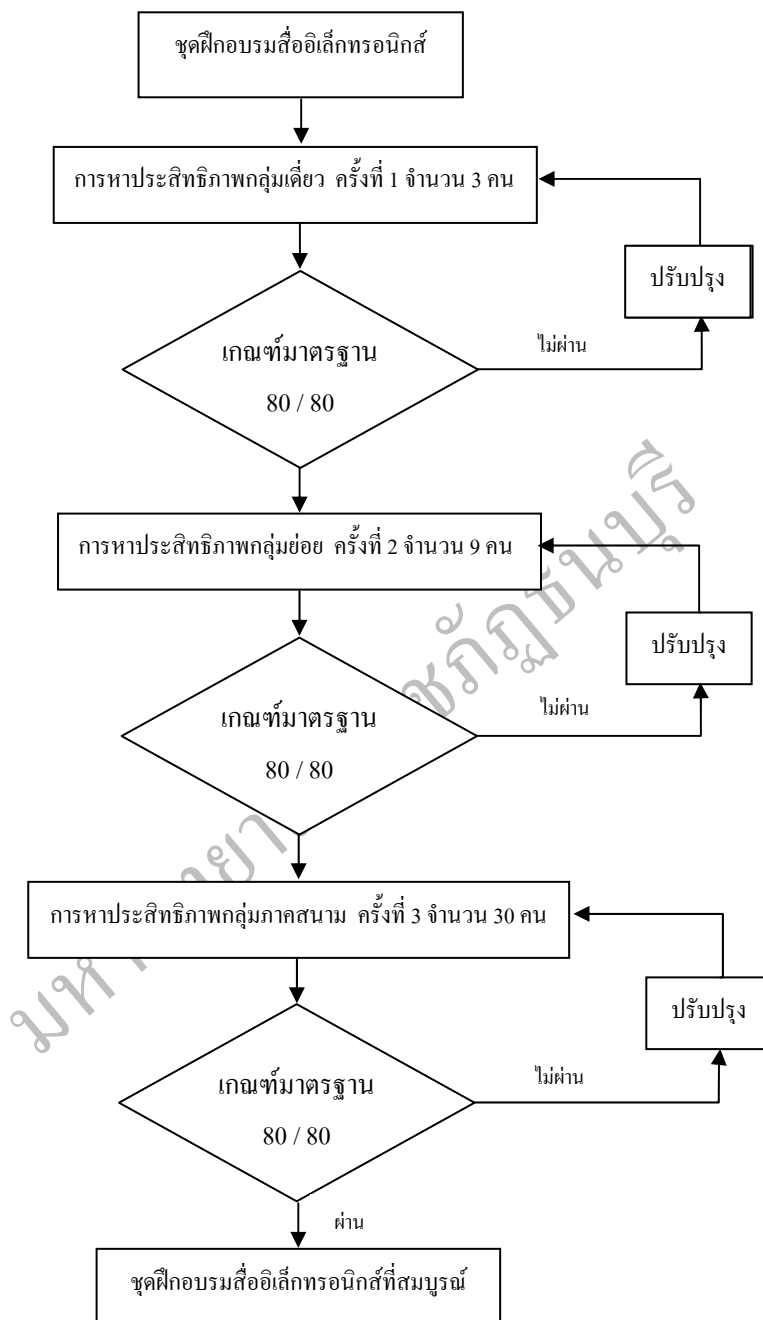 ชุดฝึกอบรมสื่ออิเล็กทรอนิกส์
การหาประสิทธิภาพกลุ่มเดี่ยว ครั้งที่ 1 จำนวน 3 คน
ปรับปรุง
เกณฑ์มาตรฐาน
80 / 80
ไม่ผ่าน
การหาประสิทธิภาพกลุ่มย่อย ครั้งที่ 2 จำนวน 9 คน
ปรับปรุง
เกณฑ์มาตรฐาน
80 / 80
ไม่ผ่าน
การหาประสิทธิภาพกลุ่มภาคสนาม ครั้งที่ 3 จำนวน 30 คน
ปรับปรุง
เกณฑ์มาตรฐาน
80 / 80
ไม่ผ่าน
ผ่าน
ชุดฝึกอบรมสื่ออิเล็กทรอนิกส์ที่สมบูรณ์